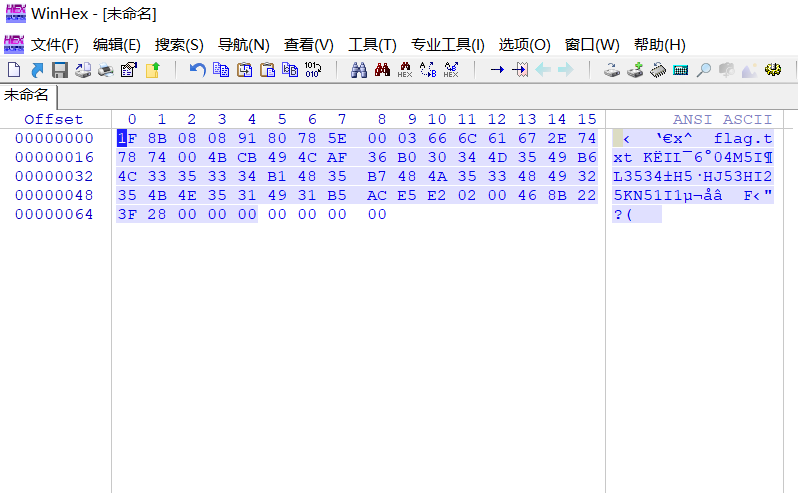 WinHex - [未命名]
文件(F) 编辑(E) 搜索(S) 导航(N) 查看(V) 工具(T) 专业工具(I) 选项(O) 窗口(W) 帮助(H)
未命名
Offset 0 1 2 3 4 5 6 7 8 9 10 11 12 13 14 15 ANSI ASCII
00000000 1F 8B 08 08 91 80 78 5E 00 03 66 6C 61 67 2E 74 ‹ ‘€x^ flag.t
00000016 78 74 00 4B CB 49 4C AF 36 B0 30 34 4D 35 49 B6 xt KËIL¯6°04M5I¶
00000032 4C 33 35 33 34 B1 48 35 B7 48 4A 35 33 48 49 32 L3534±H5·HJ53HI2
00000048 35 4B 4E 35 31 49 31 B5 AC E5 E2 02 00 46 8B 22 5KN51I1µ¬åâ F‹"
00000064 3F 28 00 00 00 00 00 00 00 ?(